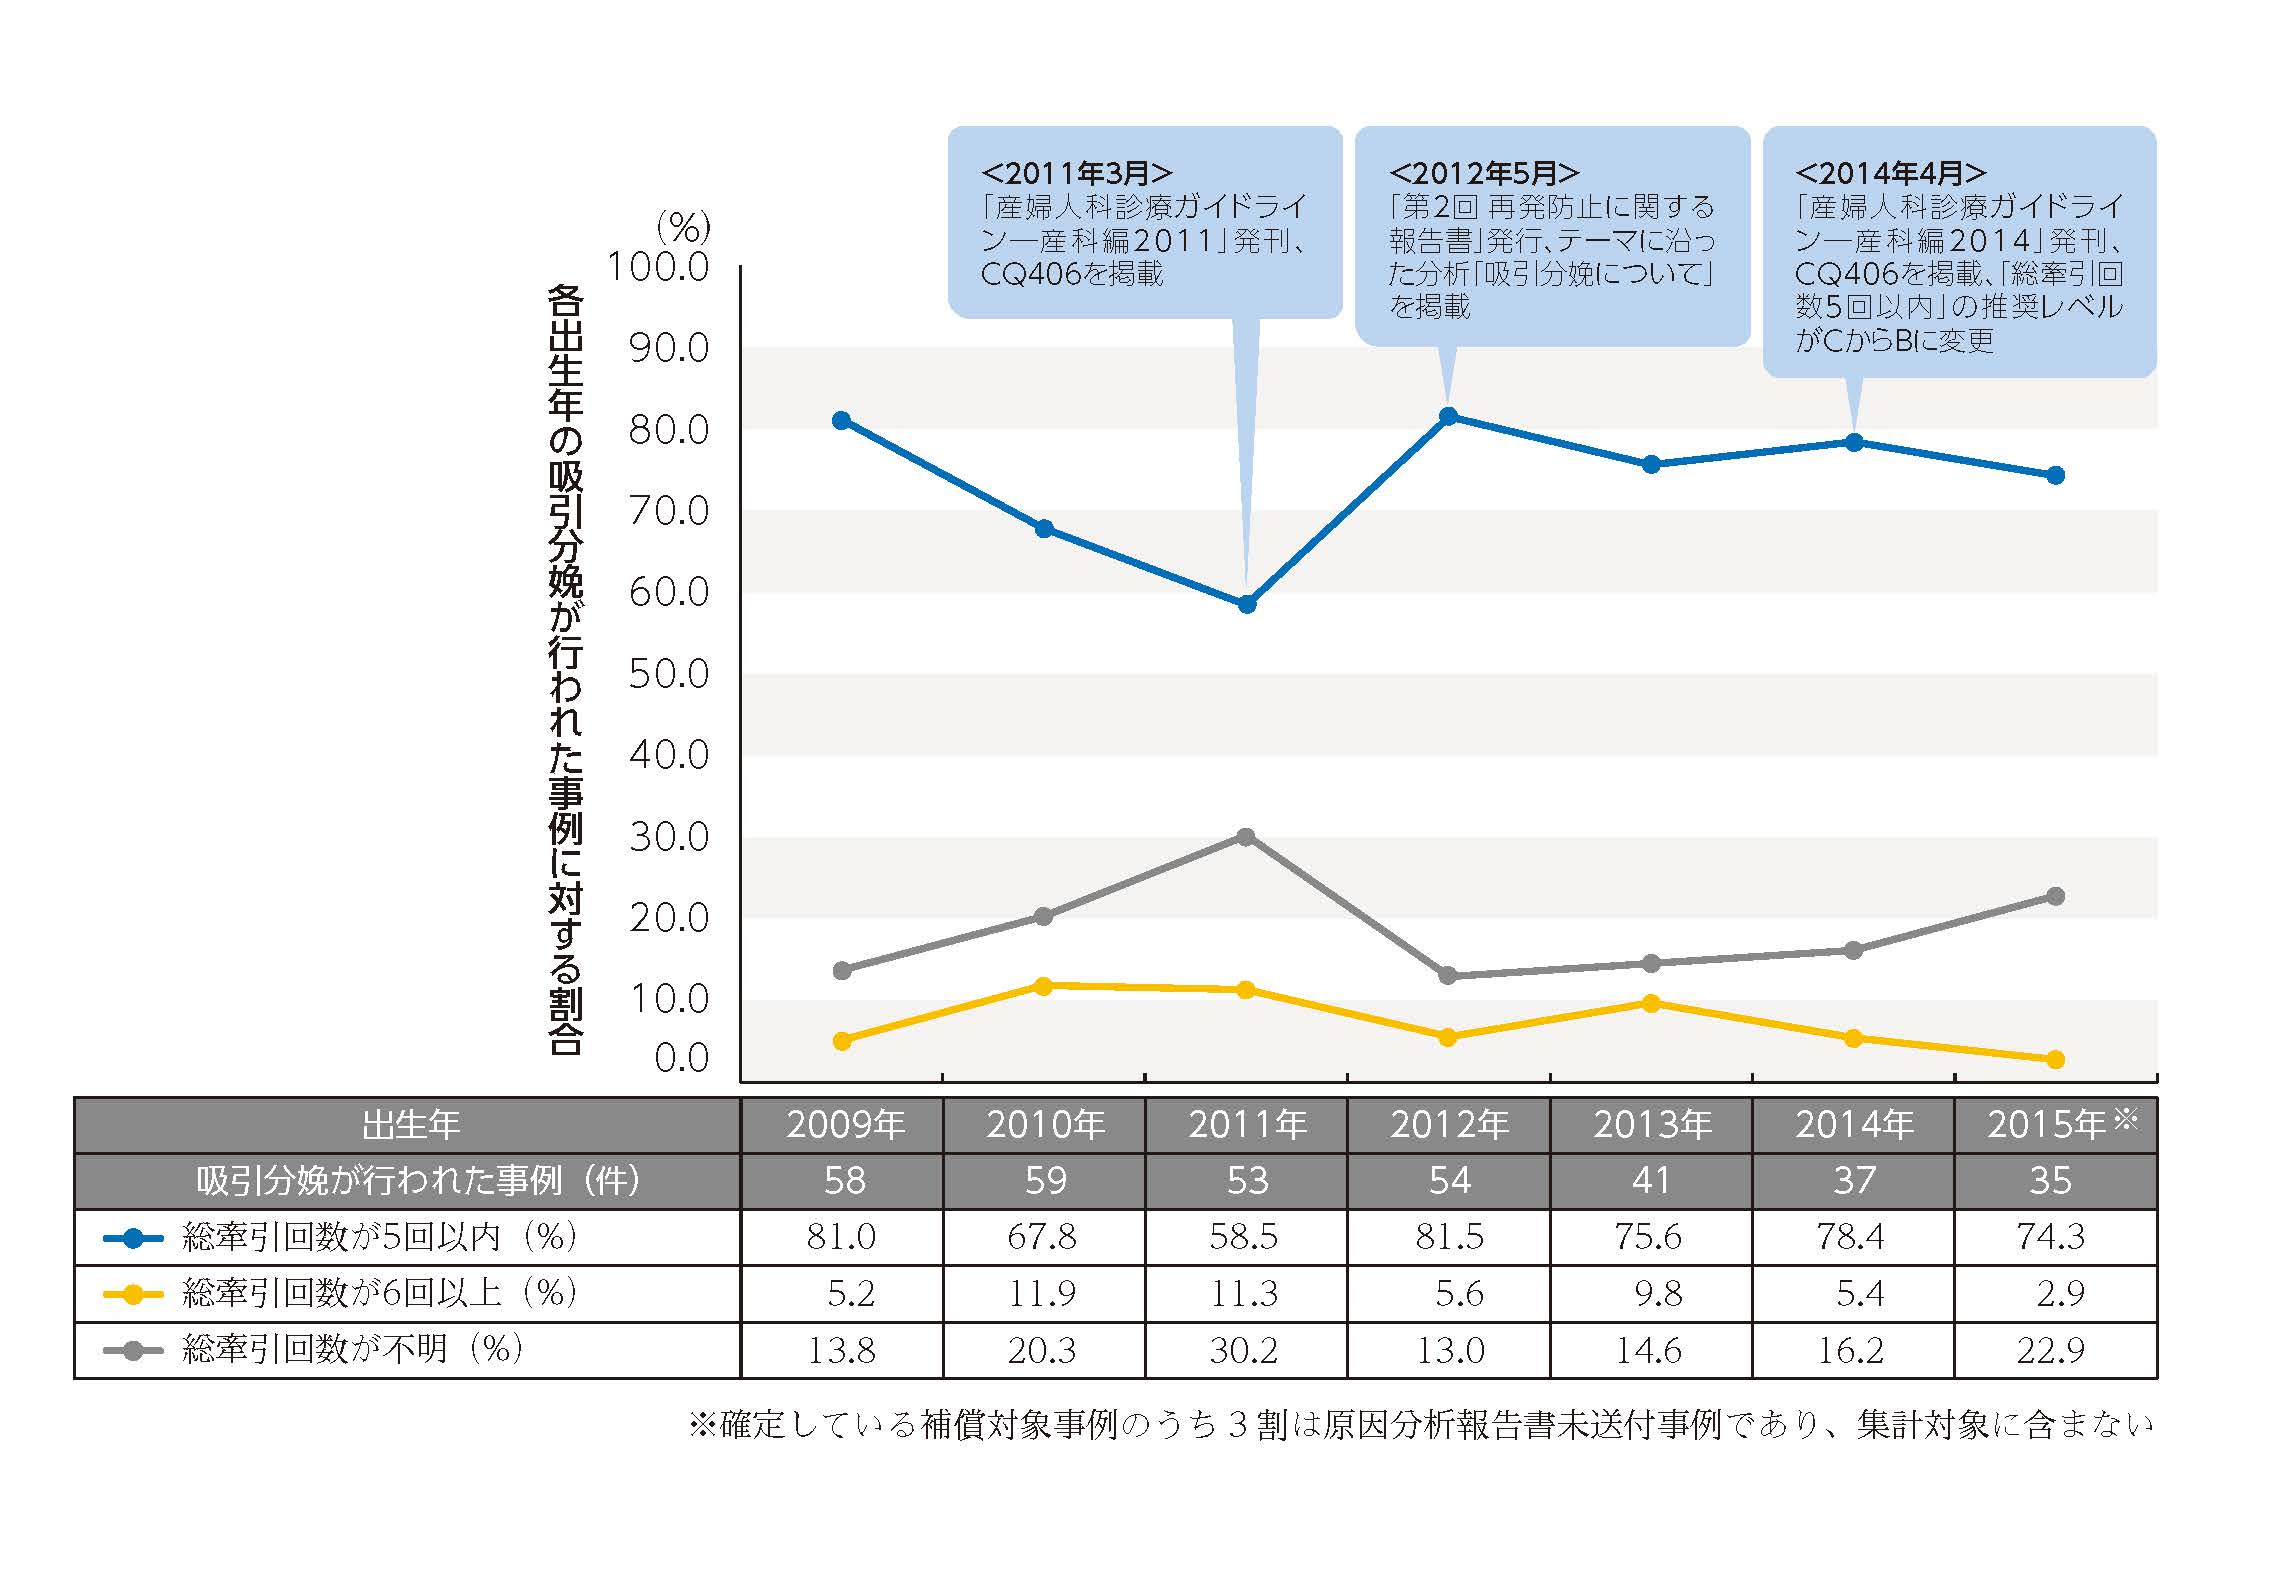 <2011年3月>
「産婦人科診療ガイドライ
ン―産科編2011」発刊、
CQ406を掲載
<2012年5月>
「第2回 再発防止に関する
報告書」発行、テーマに沿っ
た分析「吸引分娩について」
を掲載
<2014年4月>
「産婦人科診療ガイドライ
ン―産科編2014」発刊、
CQ406を掲載、「総牽引回
数5回以内」の推奨レベル
がCからBに変更
(%)
100.0
90.0
80.0
70.0
60.0
50.0
40.0
30.0
20.0
10.0
0.0
各出生年の吸引分娩が行われた事例に対する割合
出生年 2009年 2010年 2011年 2012年 2013年 2014年 2015年※
吸引分娩が行われた事例（件） 58 59 53 54 41 37 35
総牽引回数が5回以内（%） 81.0 67.8 58.5 81.5 75.6 78.4 74.3
総牽引回数が6回以上（%） 5.2 11.9 11.3 5.6 9.8 5.4 2.9
総牽引回数が不明（%） 13.8 20.3 30.2 13.0 14.6 16.2 22.9
※確定している補償対象事例のうち3割は原因分析報告書未送付事例であり、集計対象に含まない